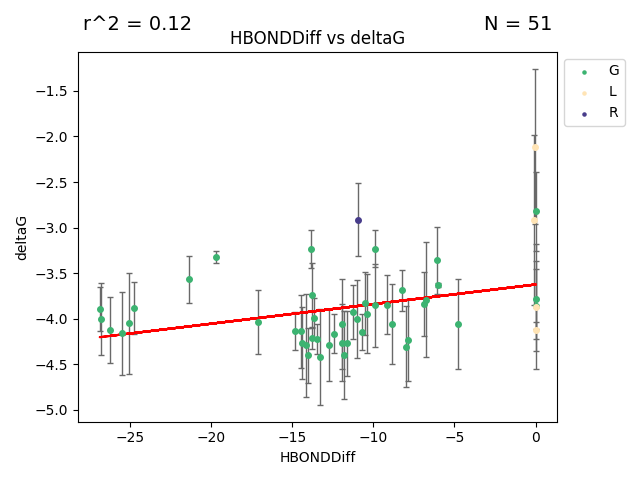 r^2 = 0.12
N = 51
HBONDDiff vs deltaG
G
L
R
−1.5
−2.0
−2.5
−3.0
−3.5
−4.0
−4.5
−5.0
deltaG
−25
−20
−15
−10
−5
0
HBONDDiff